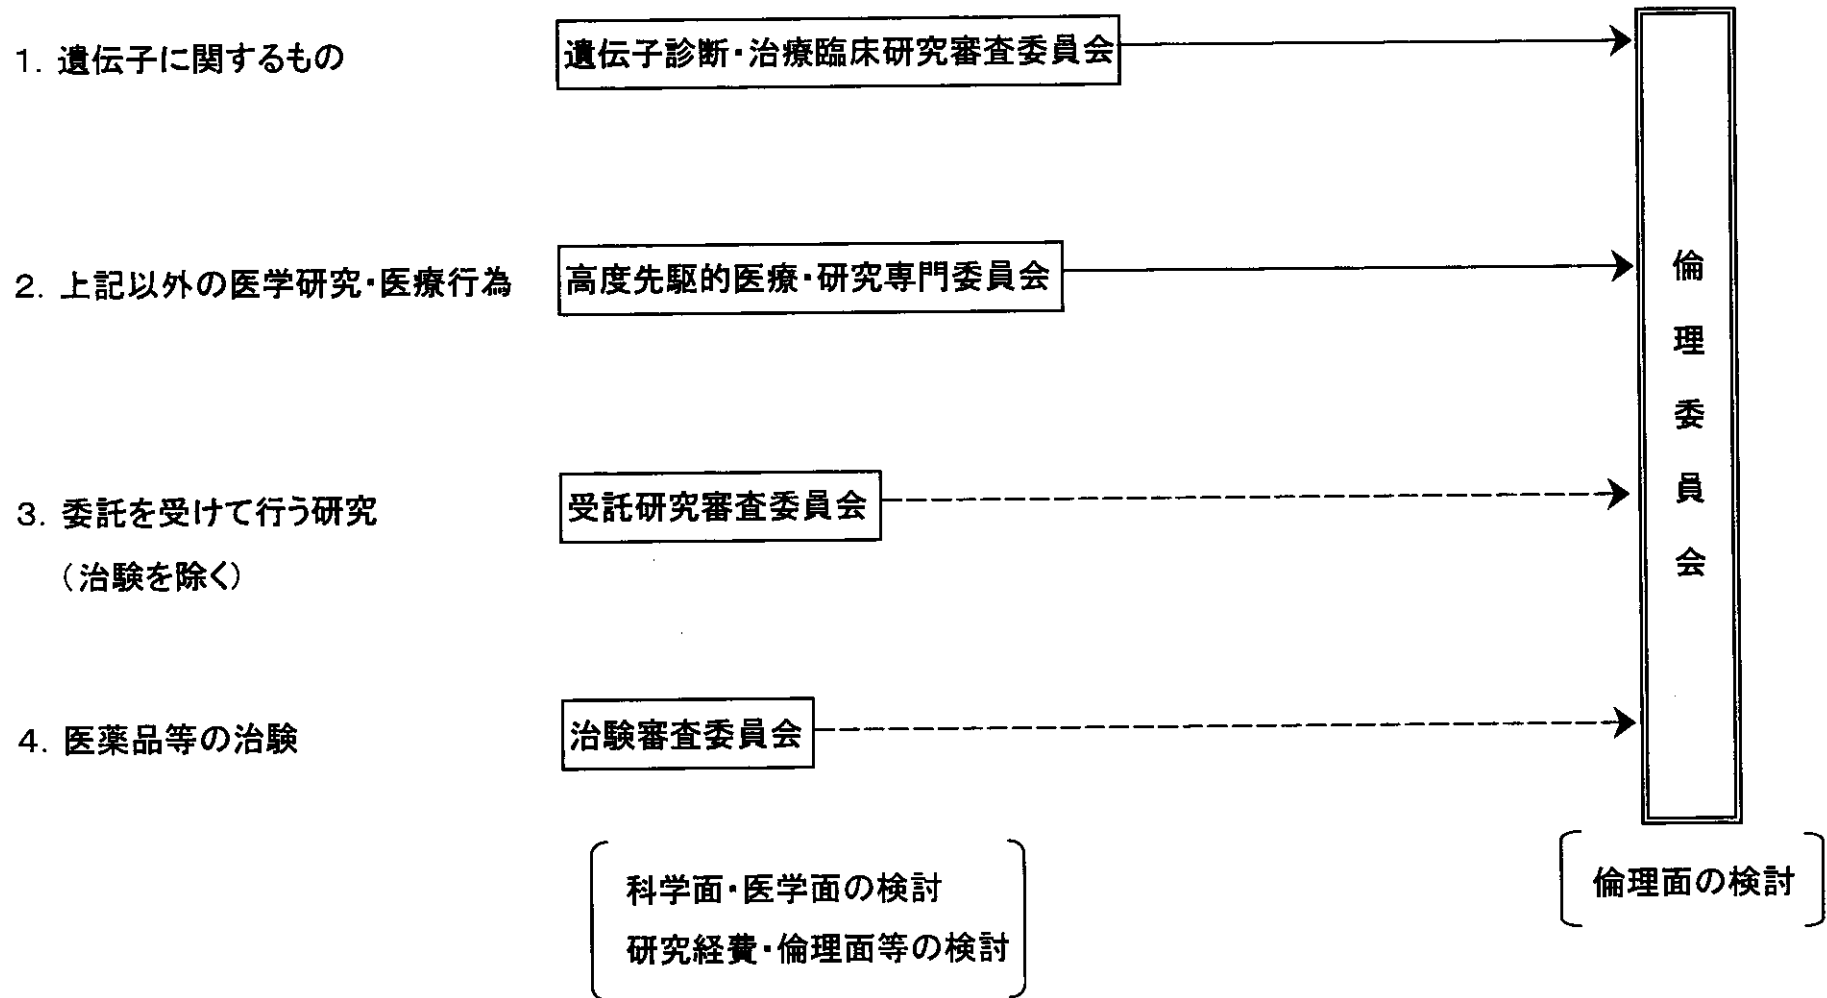 1. 遺伝子に関するもの
遺伝子診断・治療臨床研究審査委員会
2. 上記以外の医学研究・医療行為
高度先駆的医療・研究専門委員会
3. 委託を受けて行う研究
(治験を除く)
受託研究審査委員会
4. 医薬品等の治験
治験審査委員会
倫理委員会
科学面・医学面の検討
研究経費・倫理面等の検討
倫理面の検討